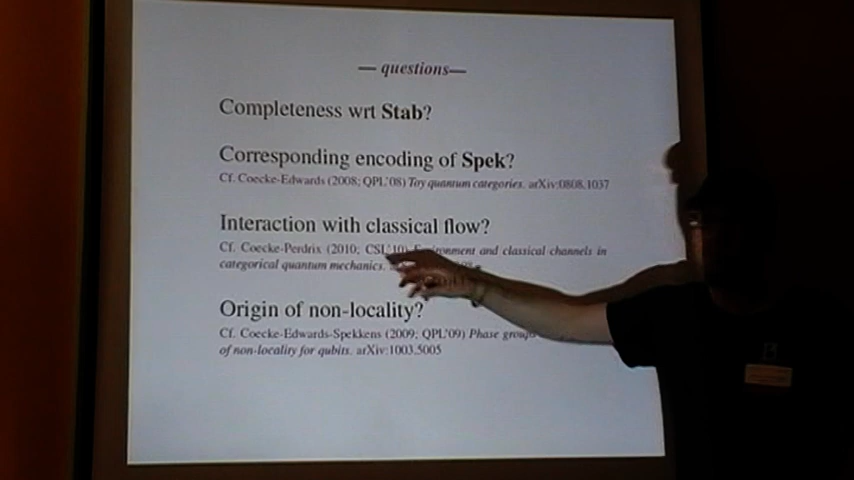 — questions—
Completeness wrt Stab?
Corresponding encoding of Spek?
Cf. Coecke-Edwards (2008; QPL'08) Toy quantum categories. arXiv:0808.1037
Interaction with classical flow?
Cf. Coecke-Perdrix (2010; CSL'10) Environment and classical channels in
categorical quantum mechanics.
Origin of non-locality?
Cf. Coecke-Edwards-Spekkens (2009; QPL'09) Phase groups
of non-locality for qubits. arXiv:1003.5005